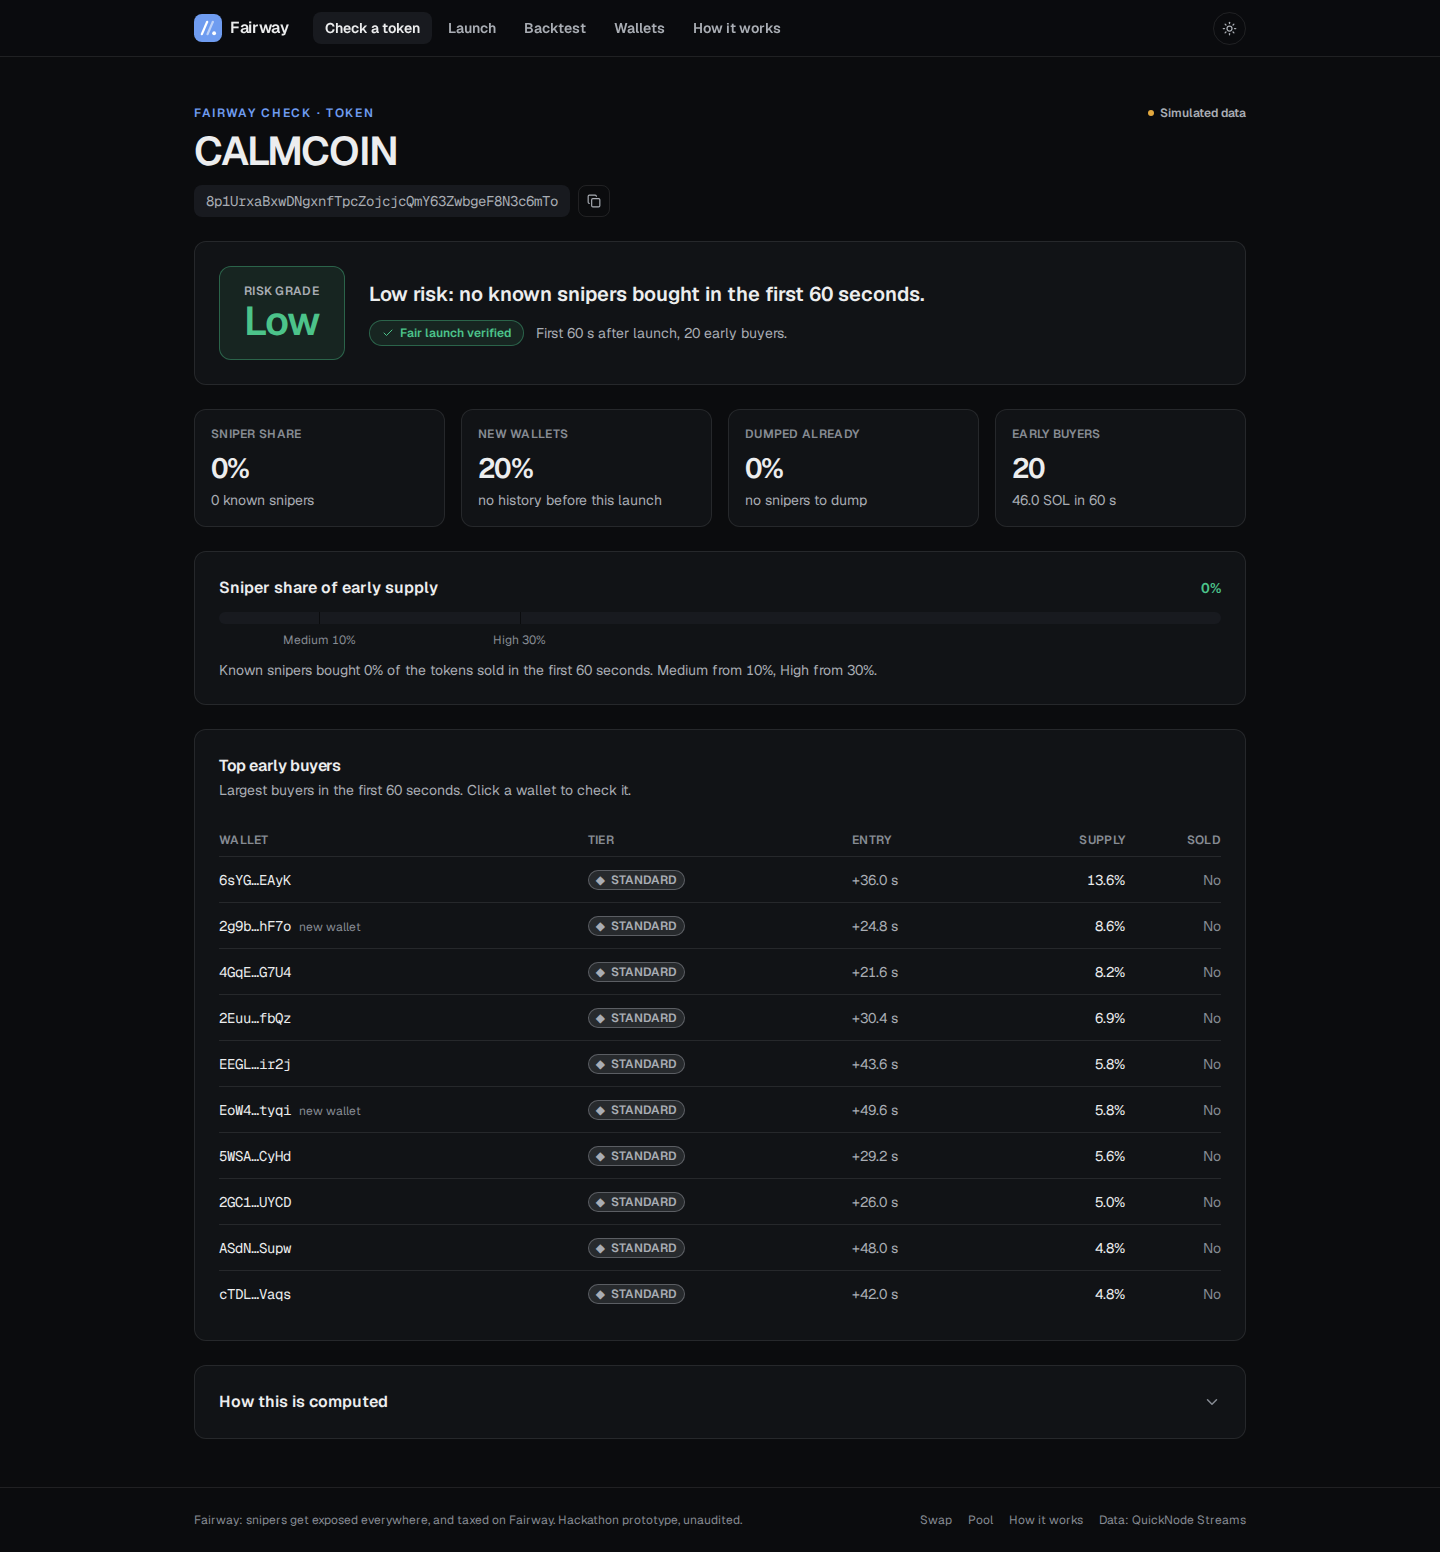 Fairway
Check a token
Launch
Backtest
Wallets
How it works
FAIRWAY CHECK · TOKEN
Simulated data
CALMCOIN
8p1UrxaBxwDNgxnfTpcZojcjcQmY63ZwbgeF8N3c6mTo
RISK GRADE
Low
Low risk: no known snipers bought in the first 60 seconds.
Fair launch verified
First 60 s after launch, 20 early buyers.
SNIPER SHARE
0%
0 known snipers
NEW WALLETS
20%
no history before this launch
DUMPED ALREADY
0%
no snipers to dump
EARLY BUYERS
20
46.0 SOL in 60 s
Sniper share of early supply
0%
Medium 10%
High 30%
Known snipers bought 0% of the tokens sold in the first 60 seconds. Medium from 10%, High from 30%.
Top early buyers
Largest buyers in the first 60 seconds. Click a wallet to check it.
WALLET TIER ENTRY SUPPLY SOLD
6sYG…EAyK STANDARD +36.0 s 13.6% No
2g9b…hF7o new wallet STANDARD +24.8 s 8.6% No
4GqE…G7U4 STANDARD +21.6 s 8.2% No
2Euu…fbQz STANDARD +30.4 s 6.9% No
EEGL…ir2j STANDARD +43.6 s 5.8% No
EoW4…tyqi new wallet STANDARD +49.6 s 5.8% No
5WSA…CyHd STANDARD +29.2 s 5.6% No
2GC1…UYCD STANDARD +26.0 s 5.0% No
ASdN…Supw STANDARD +48.0 s 4.8% No
cTDL…Vaqs STANDARD +42.0 s 4.8% No
How this is computed
Fairway: snipers get exposed everywhere, and taxed on Fairway. Hackathon prototype, unaudited.
Swap
Pool
How it works
Data: QuickNode Streams